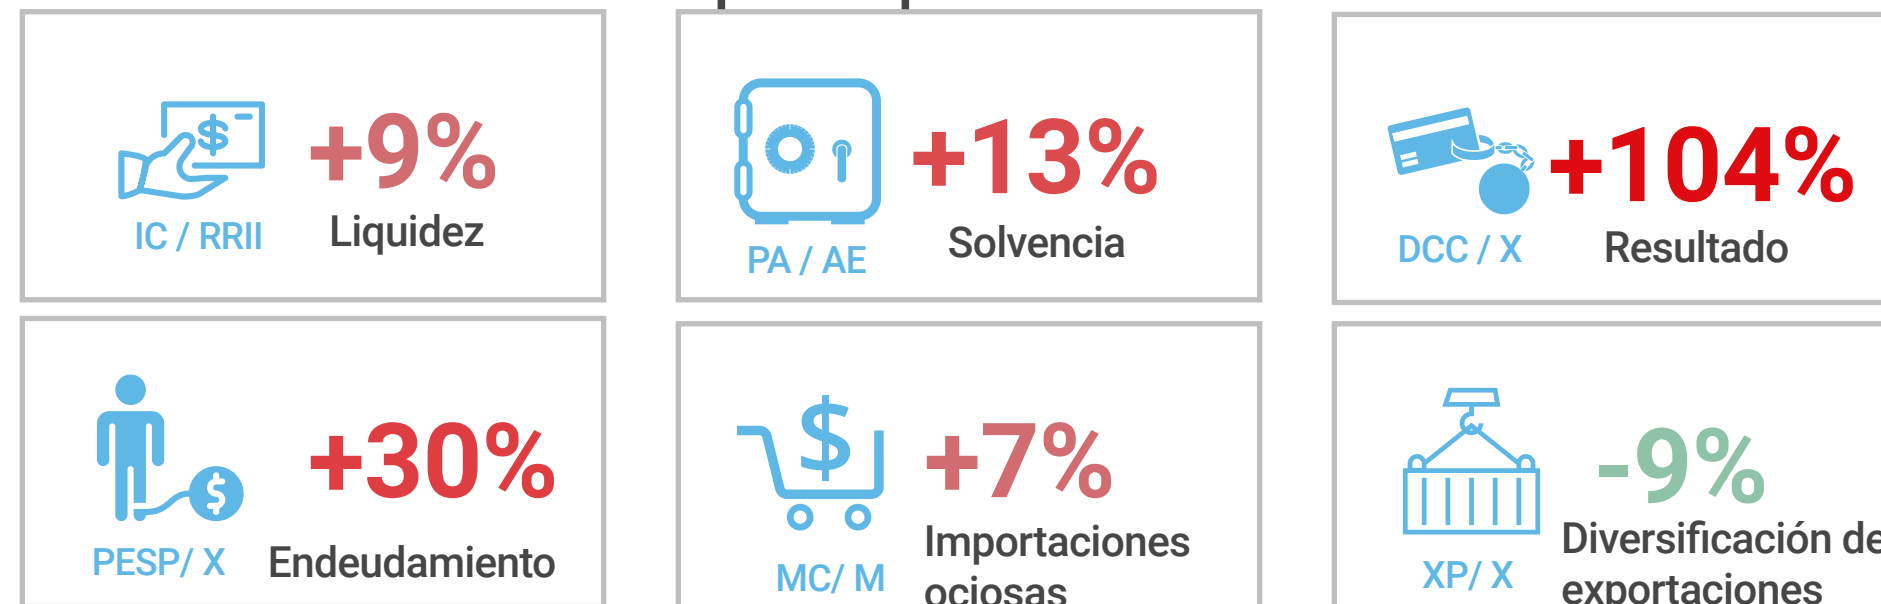 +9%
IC / RRII
Liquidez
+13%
PA / AE
Solvencia
+104%
DCC / X
Resultado
+30%
PESP/ X
Endeudamiento
+7%
MC/ M
Importaciones
ociosas
-9%
XP/ X
Diversificación de
exportaciones